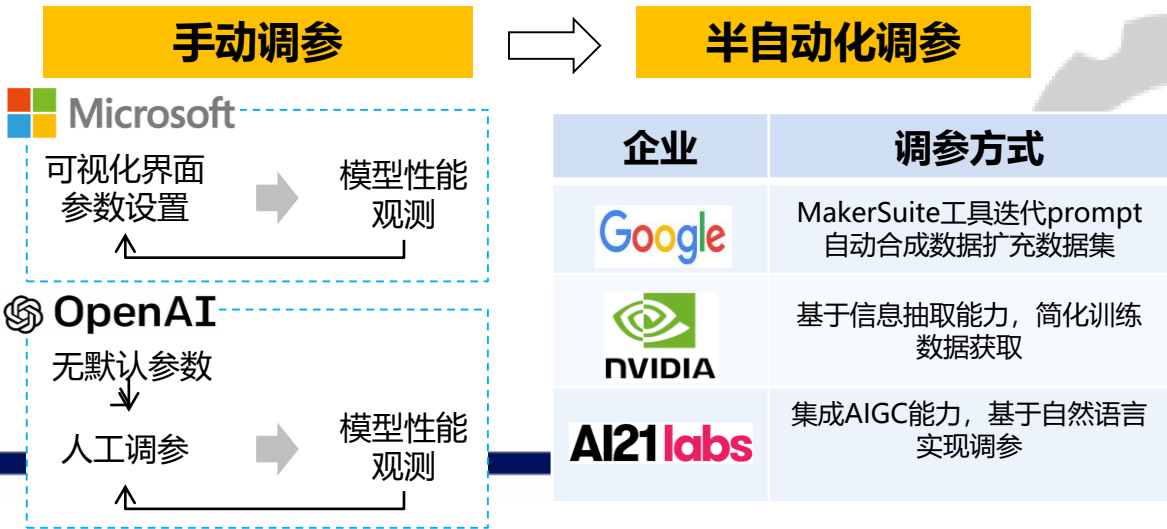 手动调参
半自动化调参
Microsoft
可视化界面
参数设置
模型性能
观测
OpenAI
无默认参数
人工调参
模型性能
观测
企业
调参方式
Google
MakerSuite工具迭代prompt
自动合成数据扩充数据集
NVIDIA
基于信息抽取能力，简化训练
数据获取
AI21labs
集成AIGC能力，基于自然语言
实现调参